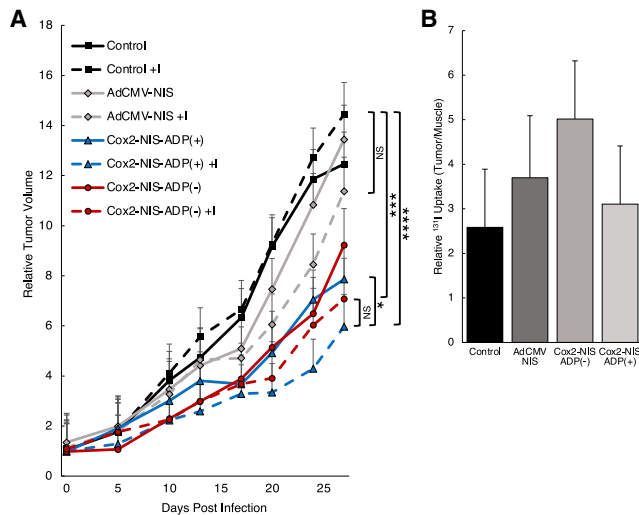 A
B
Control
Control +I
AdCMV-NIS
AdCMV-NIS +I
Cox2-NIS-ADP(+)
Cox2-NIS-ADP(+) +I
Cox2-NIS-ADP(-)
Cox2-NIS-ADP(-) +I
Relative Tumor Volume
18
16
14
12
10
8
6
4
2
0
0 5 10 15 20 25
Days Post Infection
NS
***
****
*
NS
Relative ¹³¹I Uptake (Tumor/Muscle)
7
6
5
4
3
2
1
0
Control AdCMV Cox2-NIS Cox2-NIS
NIS ADP(-) ADP(+)